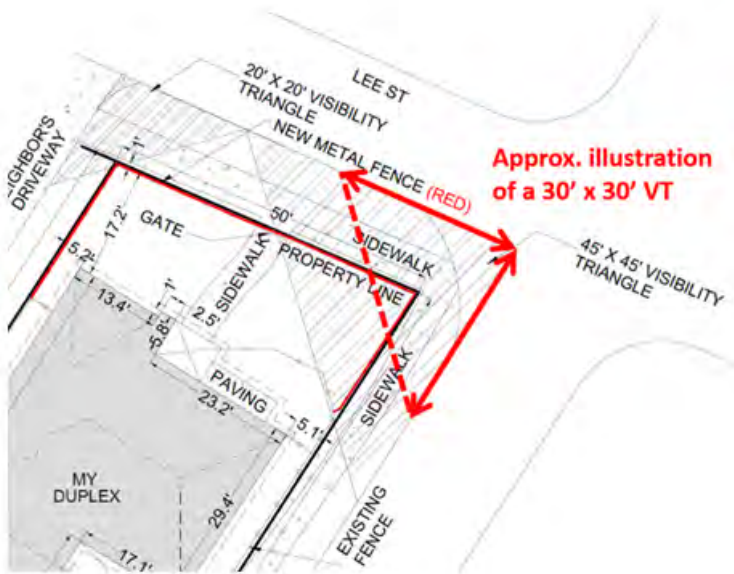 LEE ST
20' X 20' VISIBILITY
TRIANGLE
NEW METAL FENCE (RED)
Approx. illustration
of a 30' x 30' VT
IGHBOR'S
DRIVEWAY
1'
50'
GATE
17.2'
SIDEWALK
45' X 45' VISIBILITY
TRIANGLE
5.2'
SIDEWALK
PROPERTY LINE
13.4'
1'
2.5'
5.8'
SIDEWALK
PAVING
23.2'
5.1'
MY
DUPLEX
29.4'
EXISTING
FENCE
17.1'